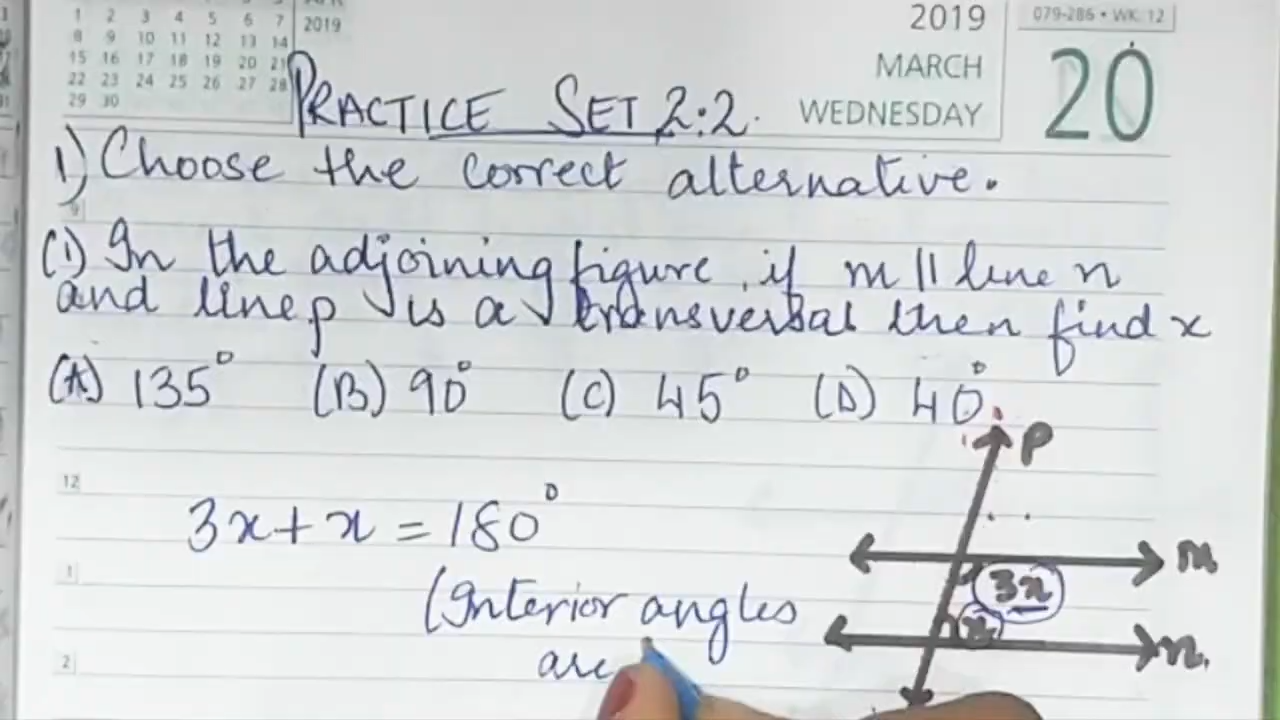 1 2 3 4 5 6 7
8 9 10 11 12 13 14
15 16 17 18 19 20 21
22 23 24 25 26 27 28
29 30
2019
2019
MARCH
WEDNESDAY
079-286 • WK 12
20
PRACTICE SET 2.2.
1) Choose the correct alternative.
(i) In the adjoining figure, if m || line n
and line p is a transversal then find x
(A) 135° (B) 90° (C) 45° (D) 40°
P
12
3x + x = 180°
m
1
3x
(Interior angles
x
n
2
are